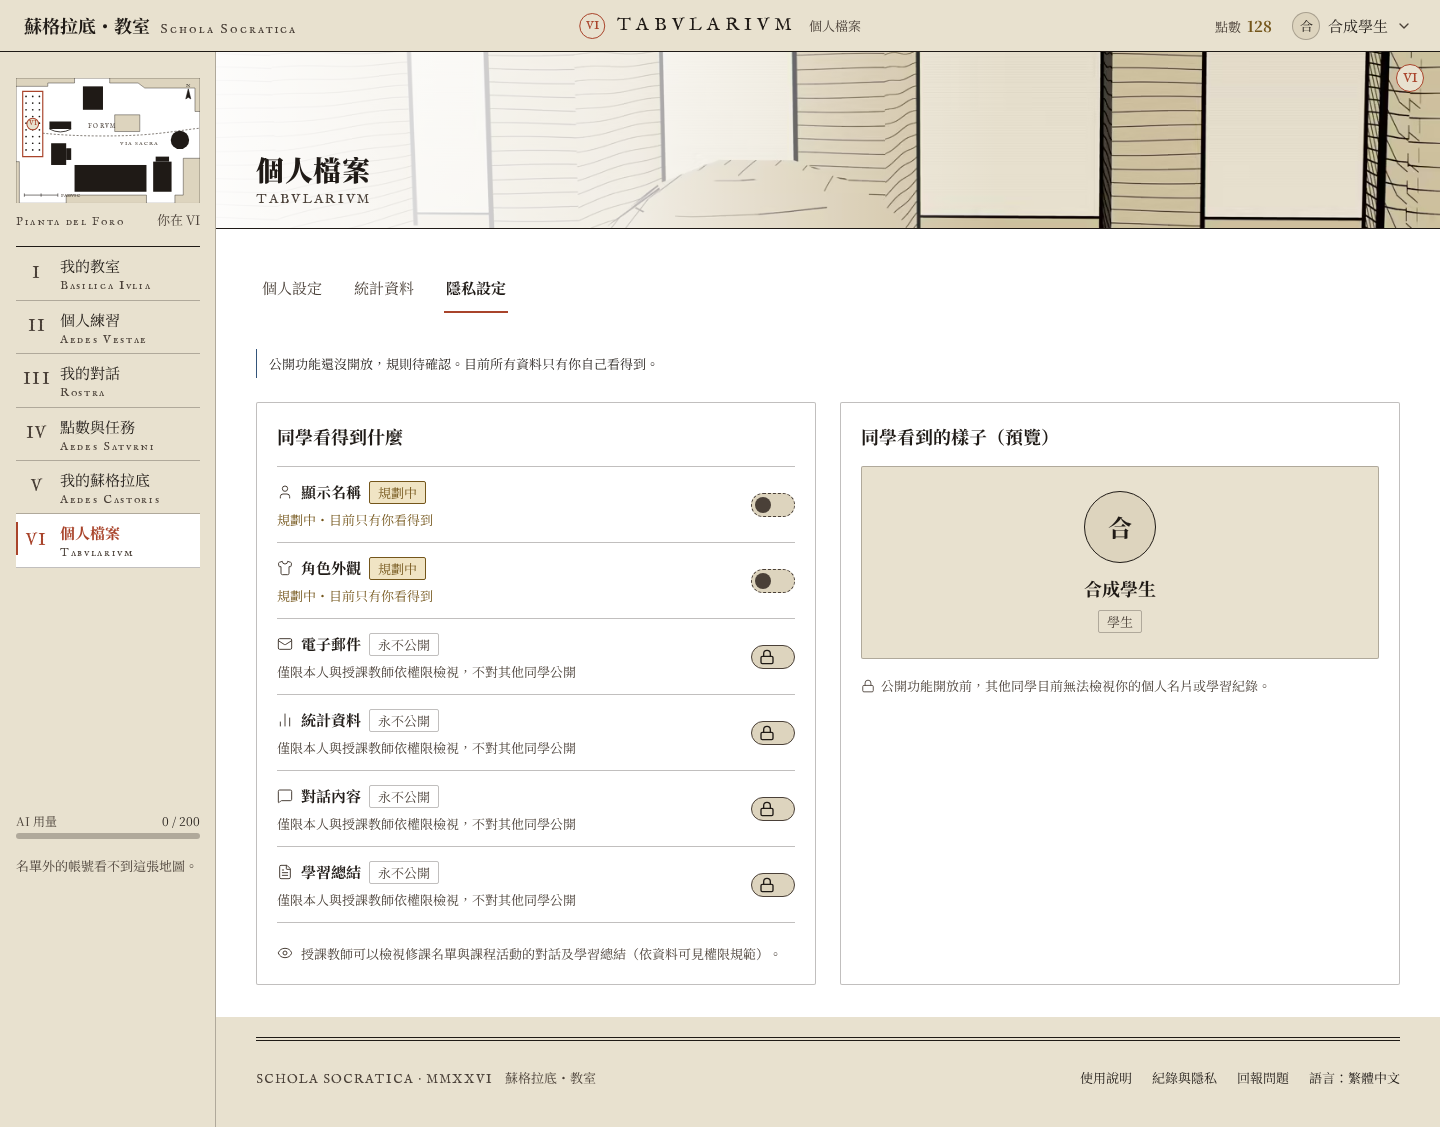 蘇格拉底・教室 Schola Socratica
VI TABVLARIVM 個人檔案
點數 128 合 合成學生
FORVM
VIA SACRA
VI
N
Pianta del Foro 你在 VI
I 我的教室
Basilica Ivlia
II 個人練習
Aedes Vestae
III 我的對話
Rostra
IV 點數與任務
Aedes Satvrni
V 我的蘇格拉底
Aedes Castoris
VI 個人檔案
Tabvlarivm
AI 用量 0 / 200
名單外的帳號看不到這張地圖。
VI
個人檔案
TABVLARIVM
個人設定 統計資料 隱私設定
公開功能還沒開放，規則待確認。目前所有資料只有你自己看得到。
同學看得到什麼
顯示名稱 規劃中
規劃中・目前只有你看得到
角色外觀 規劃中
規劃中・目前只有你看得到
電子郵件 永不公開
僅限本人與授課教師依權限檢視，不對其他同學公開
統計資料 永不公開
僅限本人與授課教師依權限檢視，不對其他同學公開
對話內容 永不公開
僅限本人與授課教師依權限檢視，不對其他同學公開
學習總結 永不公開
僅限本人與授課教師依權限檢視，不對其他同學公開
授課教師可以檢視修課名單與課程活動的對話及學習總結（依資料可見權限規範）。
同學看到的樣子（預覽）
合
合成學生
學生
公開功能開放前，其他同學目前無法檢視你的個人名片或學習紀錄。
SCHOLA SOCRATICA · MMXXVI 蘇格拉底・教室
使用說明 紀錄與隱私 回報問題 語言：繁體中文